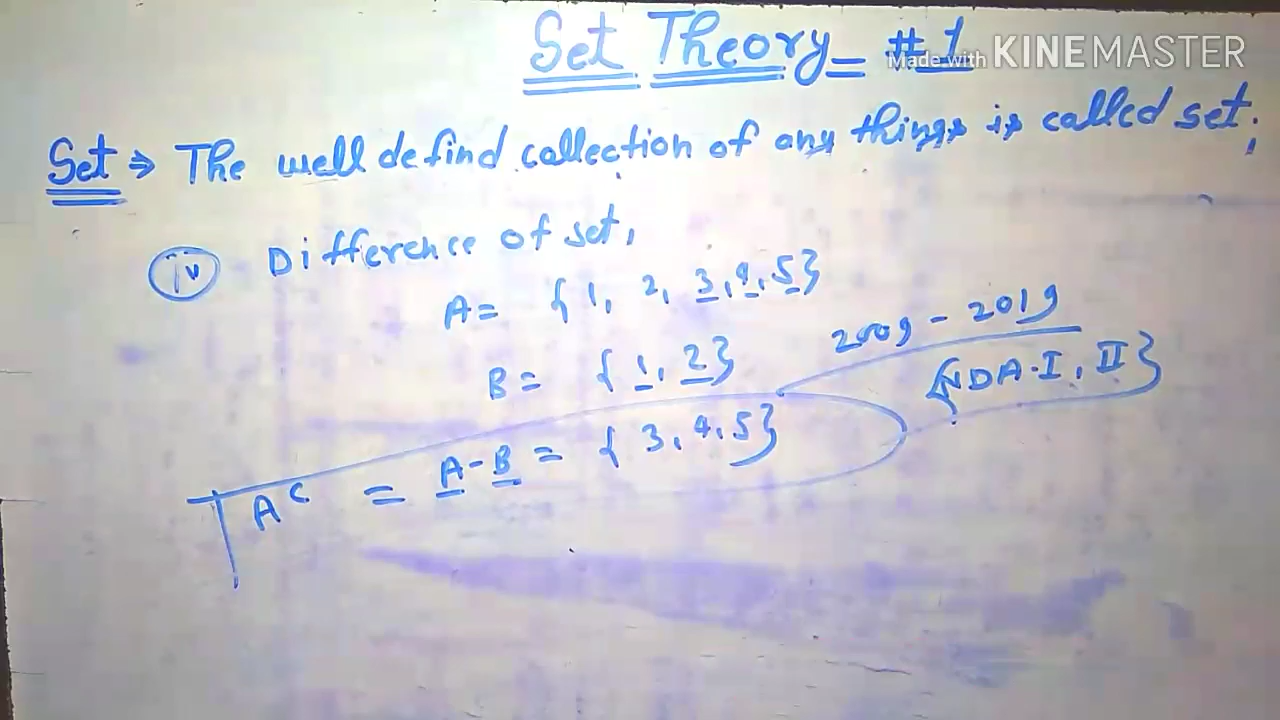 Set Theory = #1
Made with KINEMASTER
Set ⇒ The well defind collection of any things is called set.
iv Difference of set,
A = {1, 2, 3, 4, 5}
B = {1, 2}
2009 - 2019
{NDA-I, II}
A^c = A - B = {3, 4, 5}